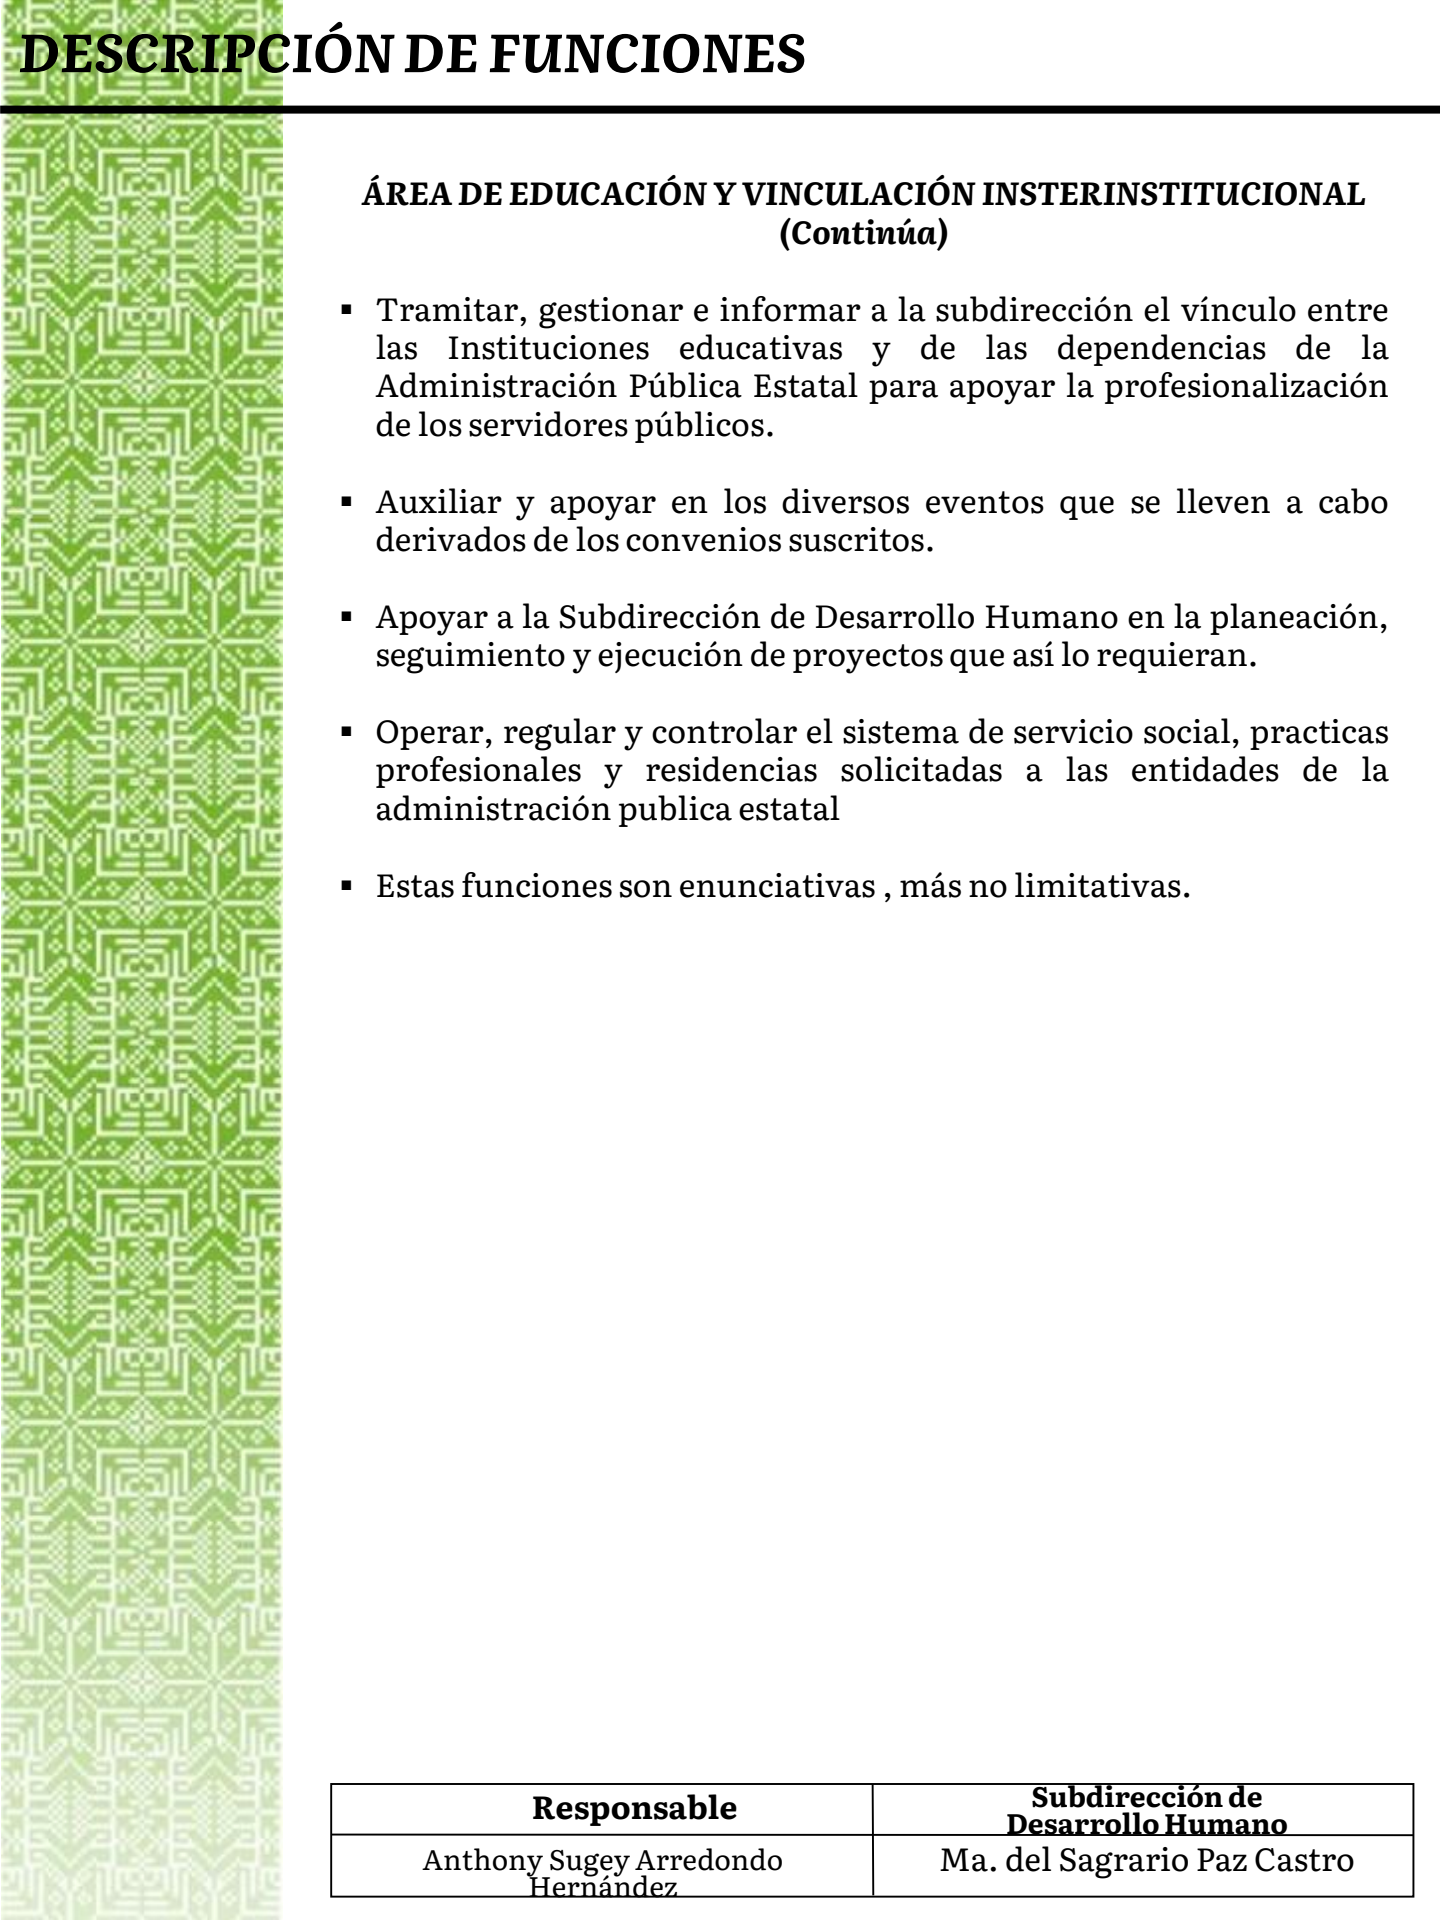 DESCRIPCIÓN DE FUNCIONES
ÁREA DE EDUCACIÓN Y VINCULACIÓN INSTERINSTITUCIONAL
(Continúa)
▪ Tramitar, gestionar e informar a la subdirección el vínculo entre
las Instituciones educativas y de las dependencias de la
Administración Pública Estatal para apoyar la profesionalización
de los servidores públicos.
▪ Auxiliar y apoyar en los diversos eventos que se lleven a cabo
derivados de los convenios suscritos.
▪ Apoyar a la Subdirección de Desarrollo Humano en la planeación,
seguimiento y ejecución de proyectos que así lo requieran.
▪ Operar, regular y controlar el sistema de servicio social, practicas
profesionales y residencias solicitadas a las entidades de la
administración publica estatal
▪ Estas funciones son enunciativas , más no limitativas.
Responsable
Subdirección de
Desarrollo Humano
Anthony Sugey Arredondo
Hernández
Ma. del Sagrario Paz Castro